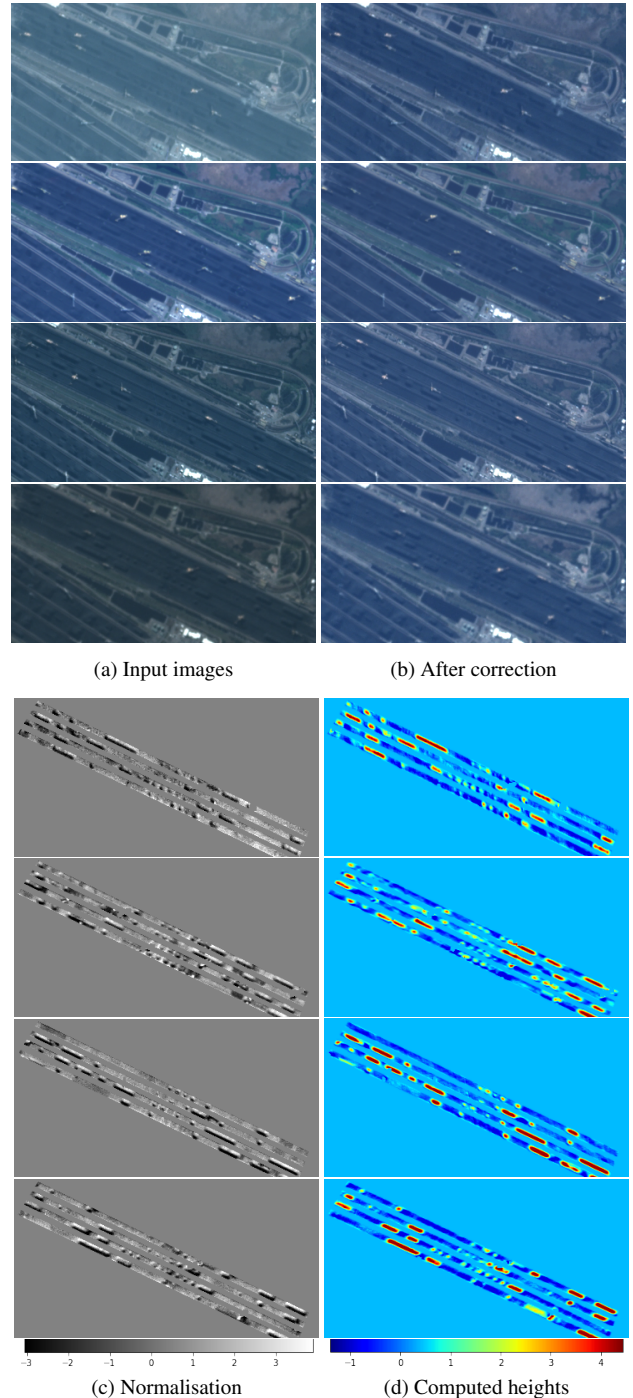 (a) Input images
(b) After correction
−3 −2 −1 0 1 2 3
−1 0 1 2 3 4
(c) Normalisation
(d) Computed heights